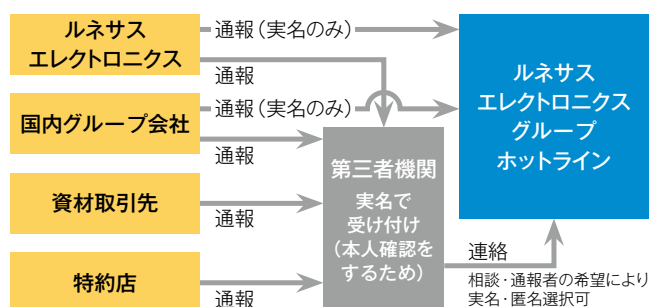 ルネサス
エレクトロニクス
通報(実名のみ)
通報
国内グループ会社
通報(実名のみ)
通報
資材取引先
通報
特約店
通報
第三者機関
実名で
受け付け
(本人確認を
するため)
ルネサス
エレクトロニクス
グループ
ホットライン
連絡
相談・通報者の希望により
実名・匿名選択可